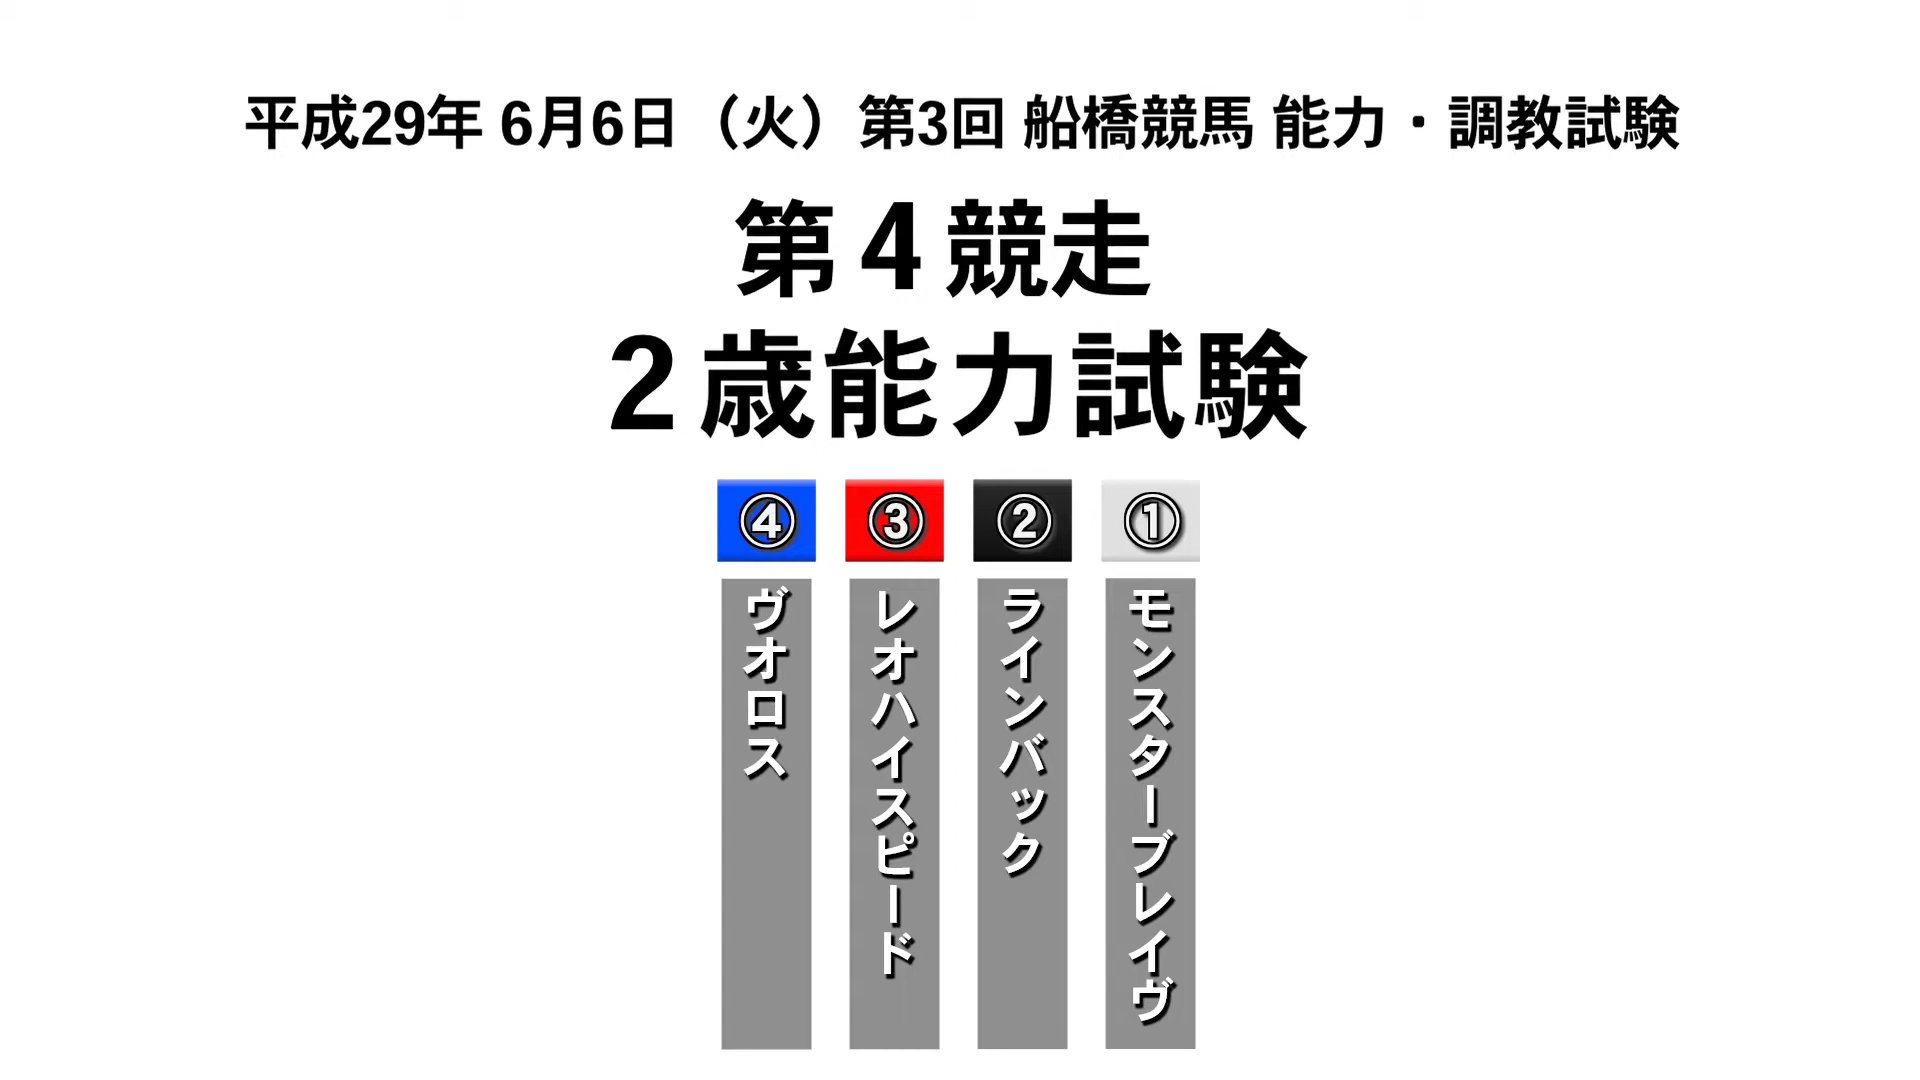 平成29年 6月6日（火）第3回 船橋競馬 能力・調教試験
第4競走
2歳能力試験
①
モンスターブレイヴ
②
ラインバック
③
レオハイスピード
④
ヴオロス